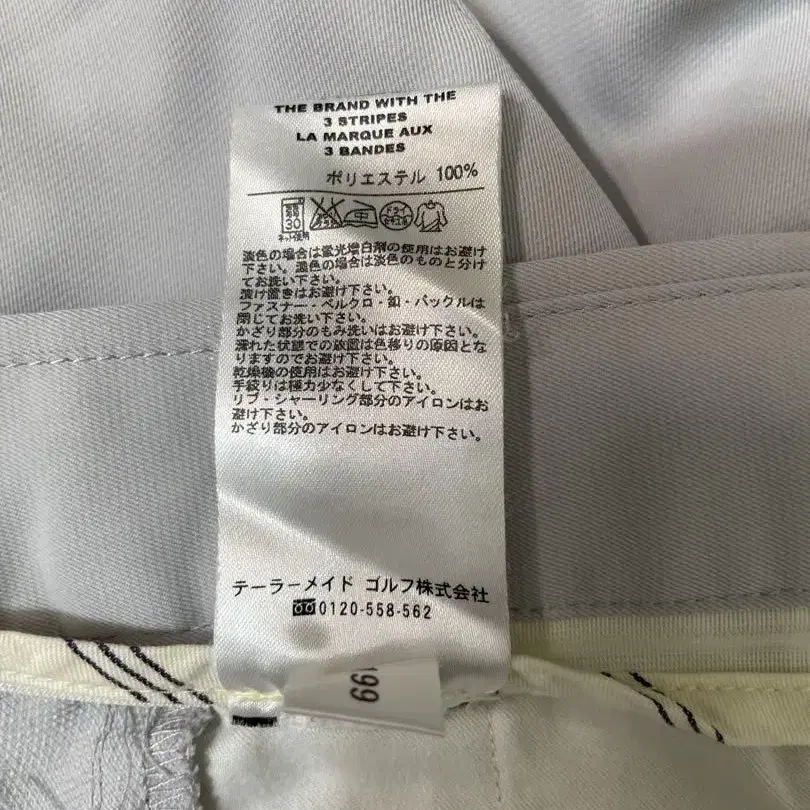 THE BRAND WITH THE
3 STRIPES
LA MARQUE AUX
3 BANDES
ポリエステル 100%
30
ネット使用
ドライ
淡色の場合は蛍光増白剤の使用はお避け
下さい。濃色の場合は淡色のものと分け
てお洗い下さい。
漬け置きはお避け下さい。
ファスナー・ベルクロ・釦・バックルは
閉じてお洗い下さい。
かざり部分のもみ洗いはお避け下さい。
濡れた状態での放置は色移りの原因とな
りますのでお避け下さい。
乾燥機の使用はお避け下さい。
手絞りは極力少なくして下さい。
リブ・シャーリング部分のアイロンはお
避け下さい。
かざり部分のアイロンはお避け下さい。
テーラーメイド ゴルフ株式会社
0120-558-562
199